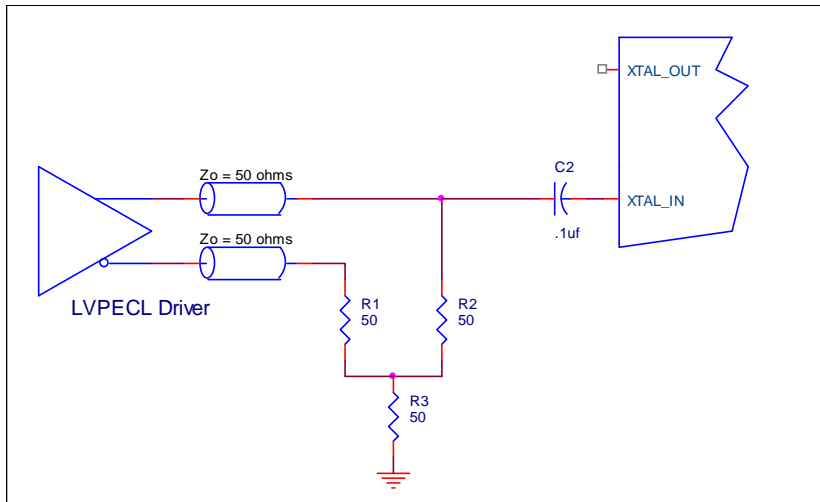 XTAL_OUT
Zo = 50 ohms
C2
XTAL_IN
.1uf
Zo = 50 ohms
LVPECL Driver
R1
50
R2
50
R3
50